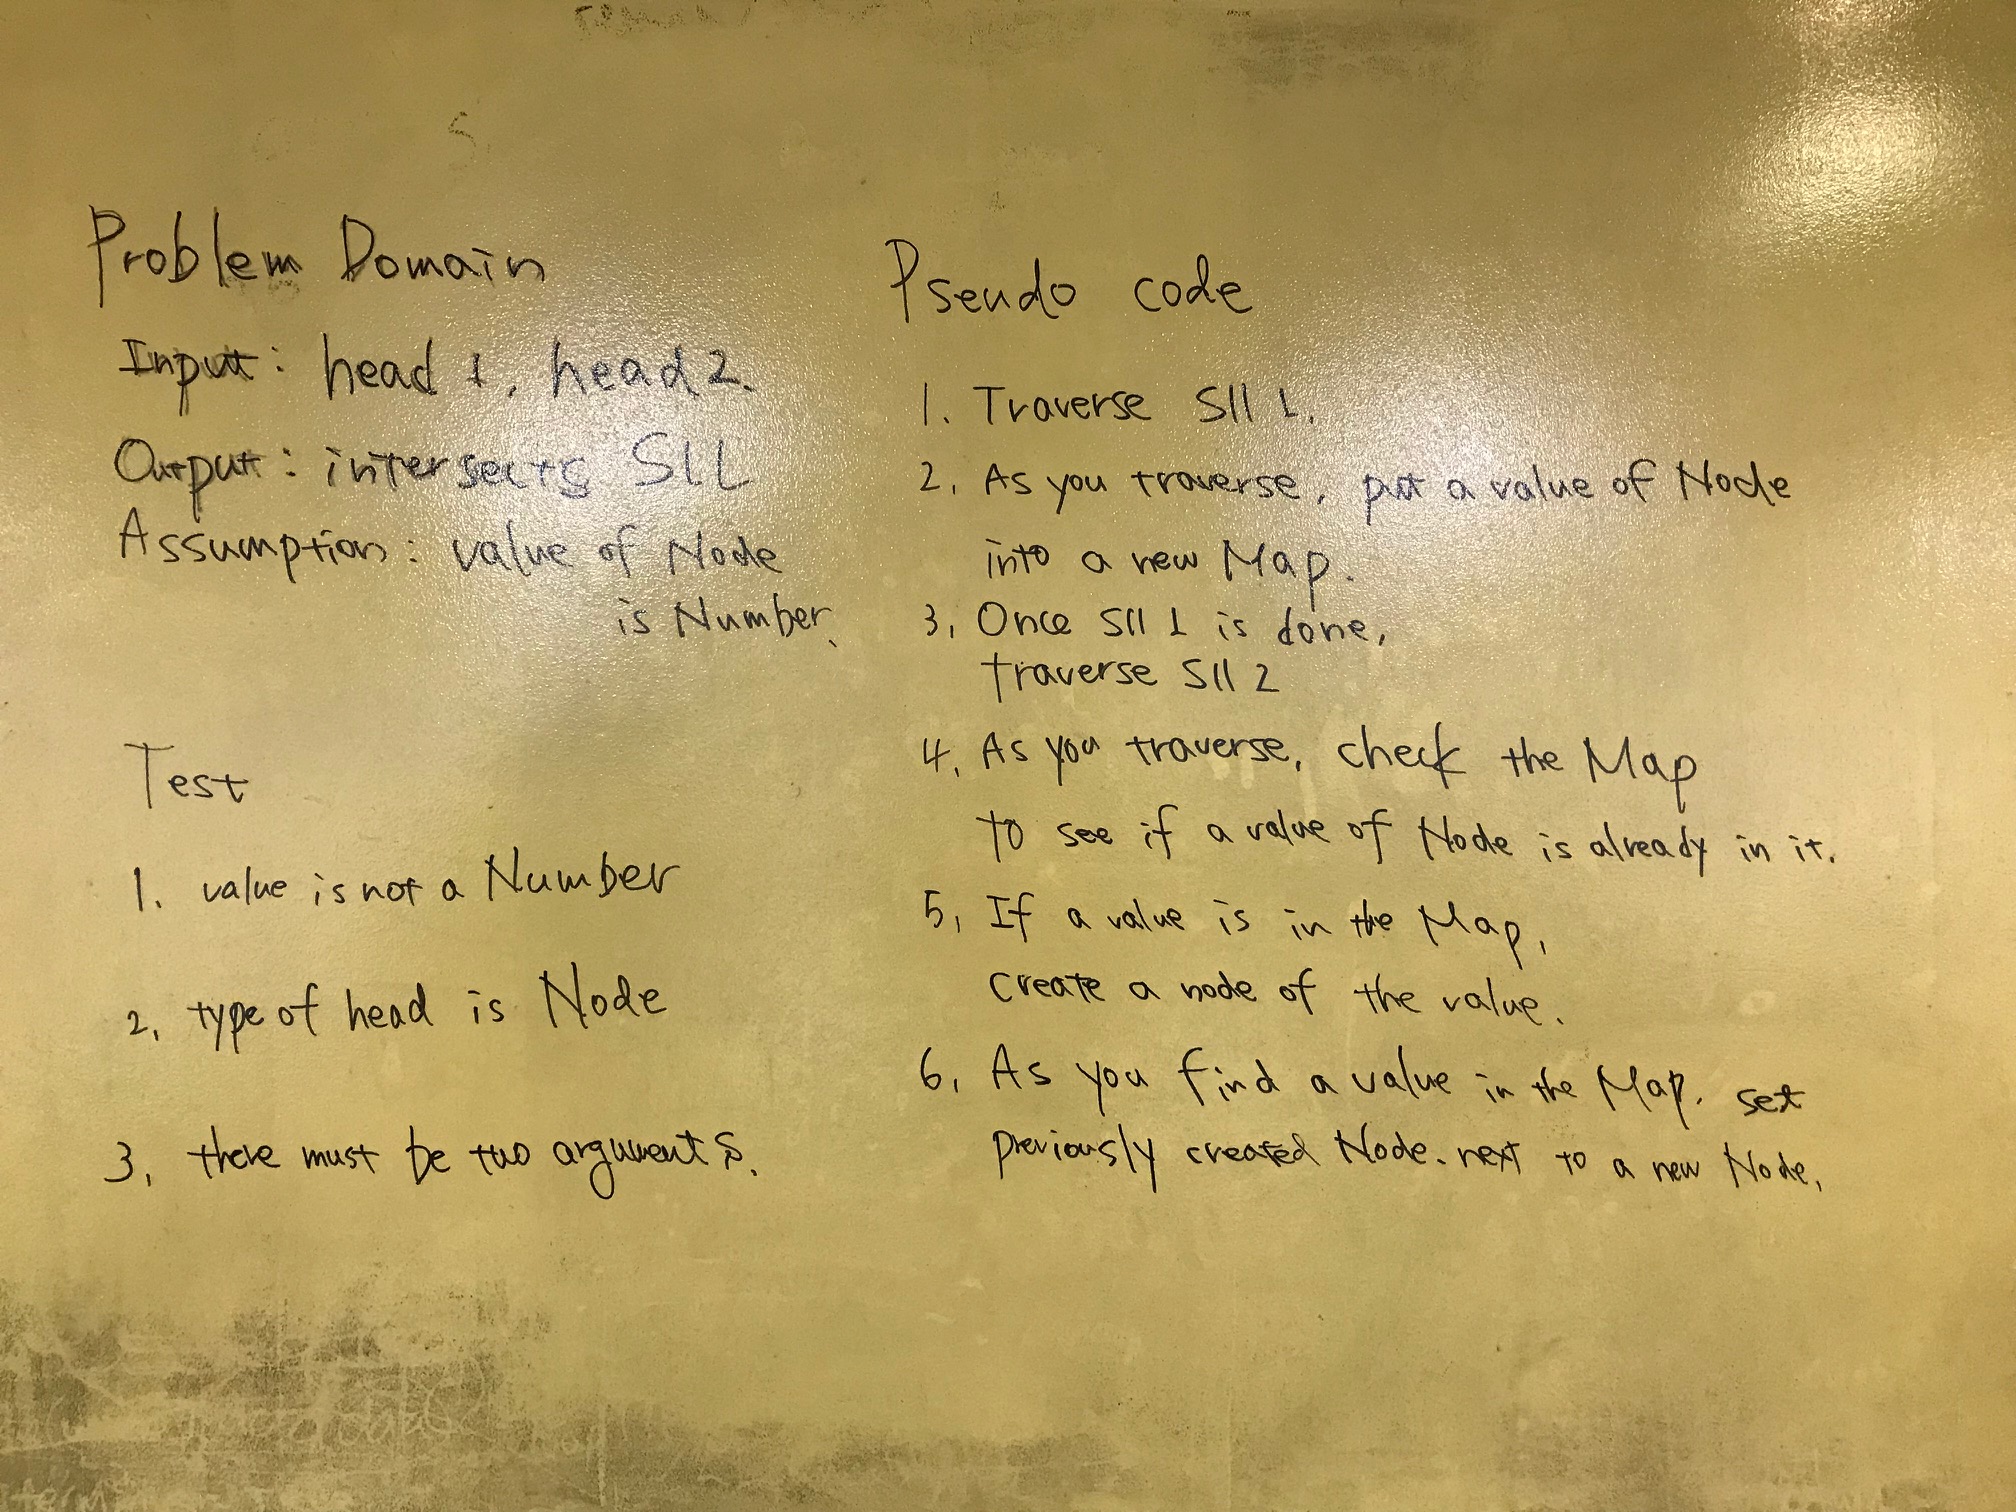 Problem Domain
Input: head 1, head 2.
Output: intersects SLL
Assumption: value of Node
is Number.
Test
1. value is not a Number
2. type of head is Node
3. there must be two arguments.
Pseudo code
1. Traverse Sll 1.
2. As you traverse, put a value of Node
into a new Map.
3. Once Sll 1 is done,
traverse Sll 2
4. As you traverse, check the Map
to see if a value of Node is already in it.
5. If a value is in the Map,
create a node of the value.
6. As you find a value in the Map. set
previously created Node.next to a new Node.